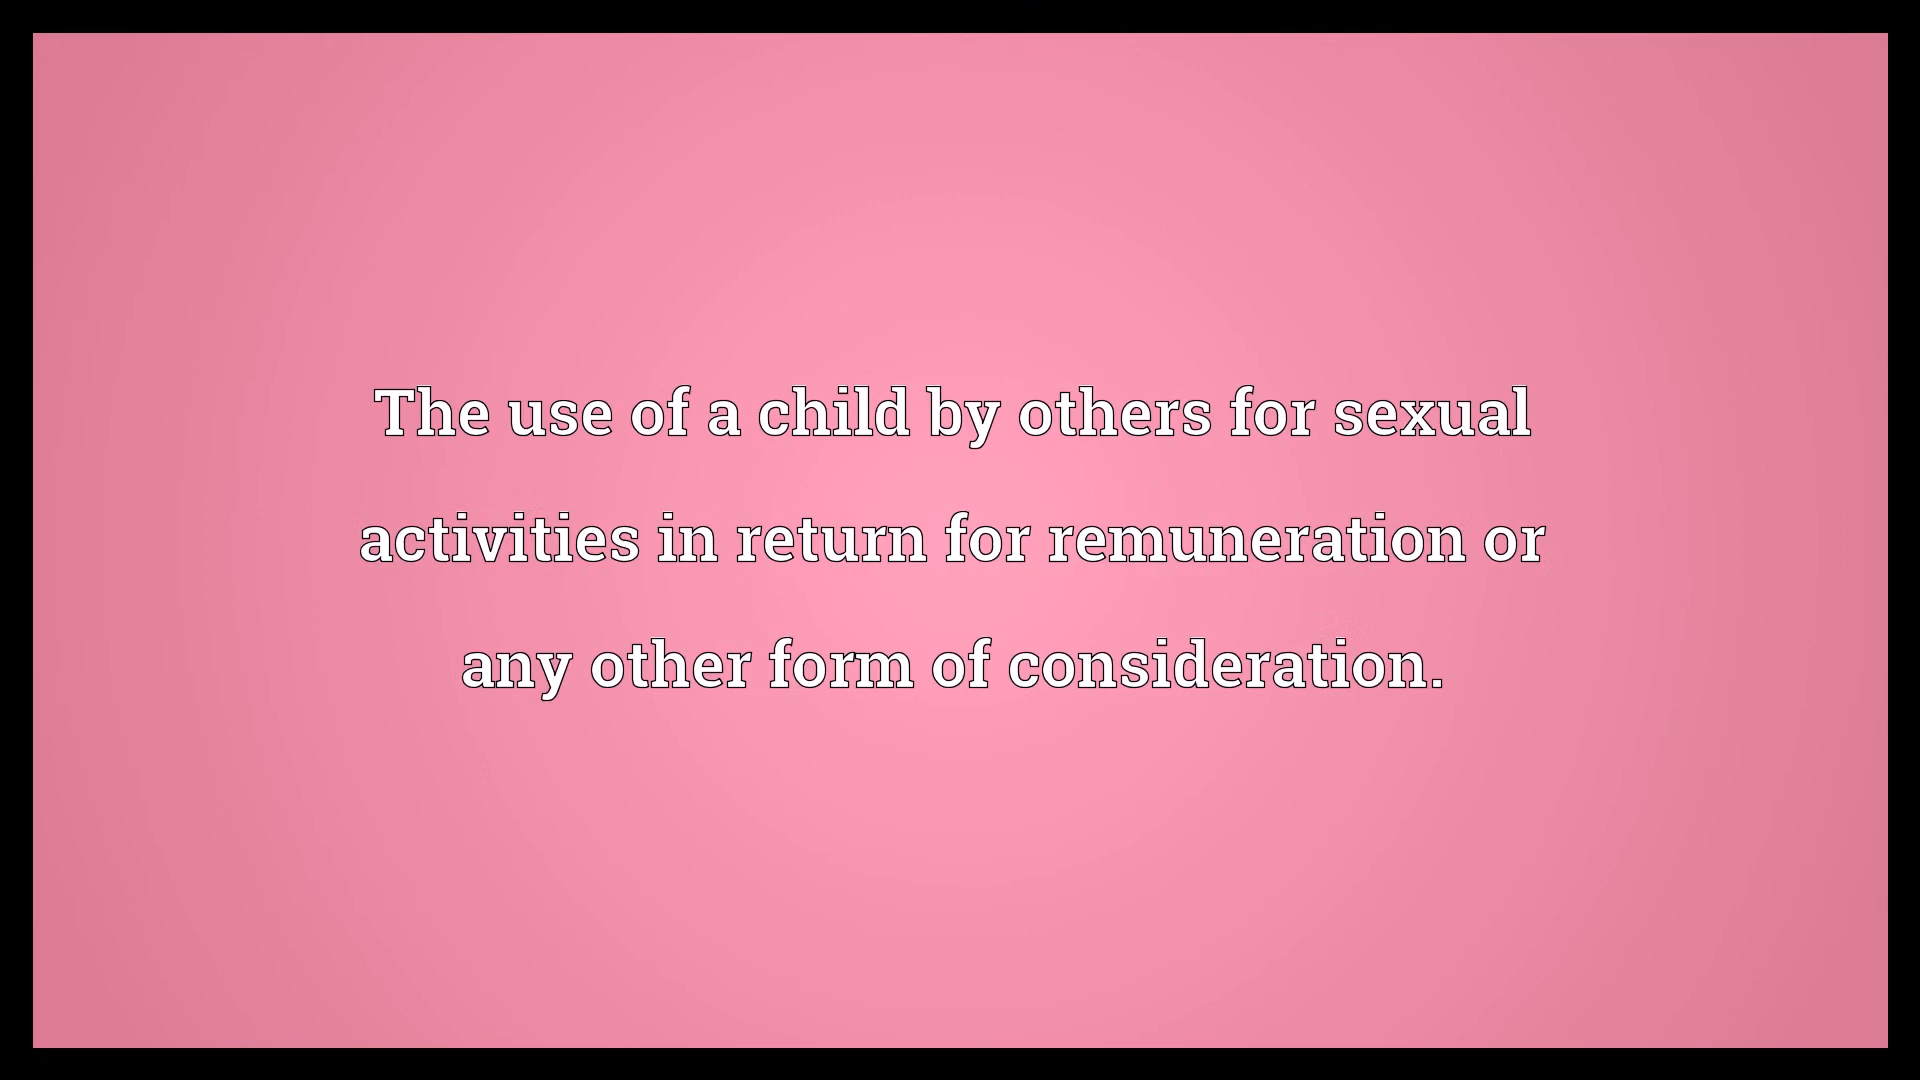 The use of a child by others for sexual
activities in return for remuneration or
any other form of consideration.